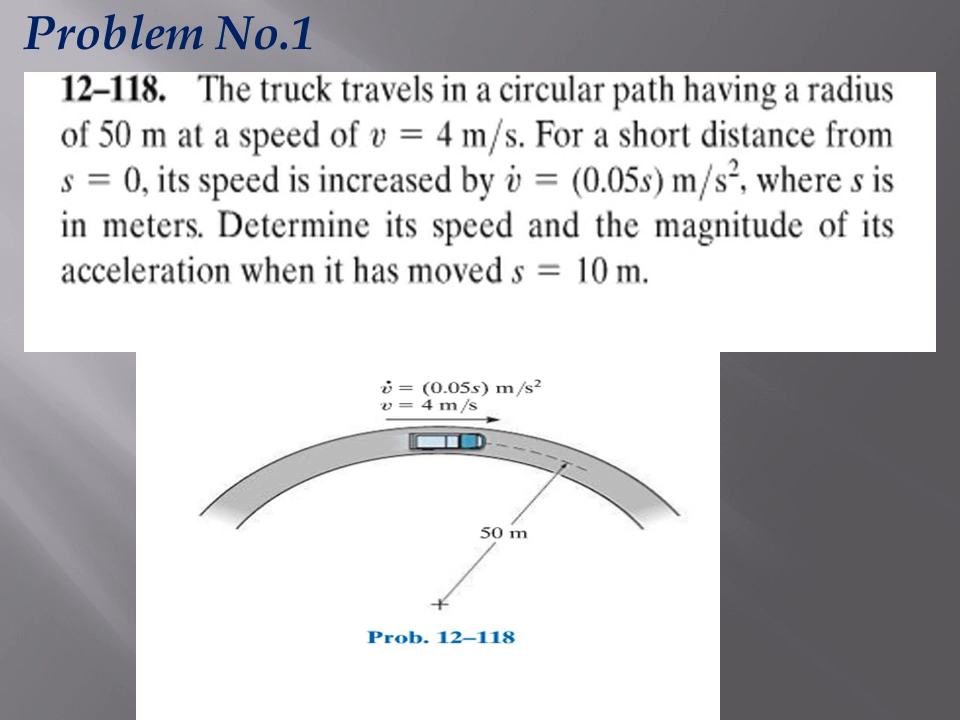 Problem No.1
12–118. The truck travels in a circular path having a radius
of 50 m at a speed of v = 4 m/s. For a short distance from
s = 0, its speed is increased by v̇ = (0.05s) m/s², where s is
in meters. Determine its speed and the magnitude of its
acceleration when it has moved s = 10 m.
v̇ = (0.05s) m/s²
v = 4 m/s
50 m
Prob. 12–118